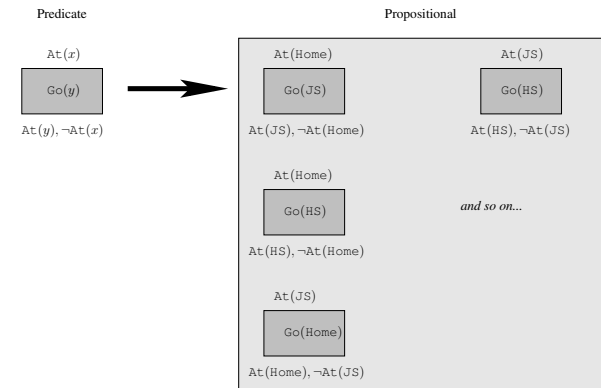 Predicate
Propositional
At(x)
Go(y)
At(y), ¬At(x)
At(Home)
Go(JS)
At(JS), ¬At(Home)
At(JS)
Go(HS)
At(HS), ¬At(JS)
At(Home)
Go(HS)
At(HS), ¬At(Home)
and so on...
At(JS)
Go(Home)
At(Home), ¬At(JS)